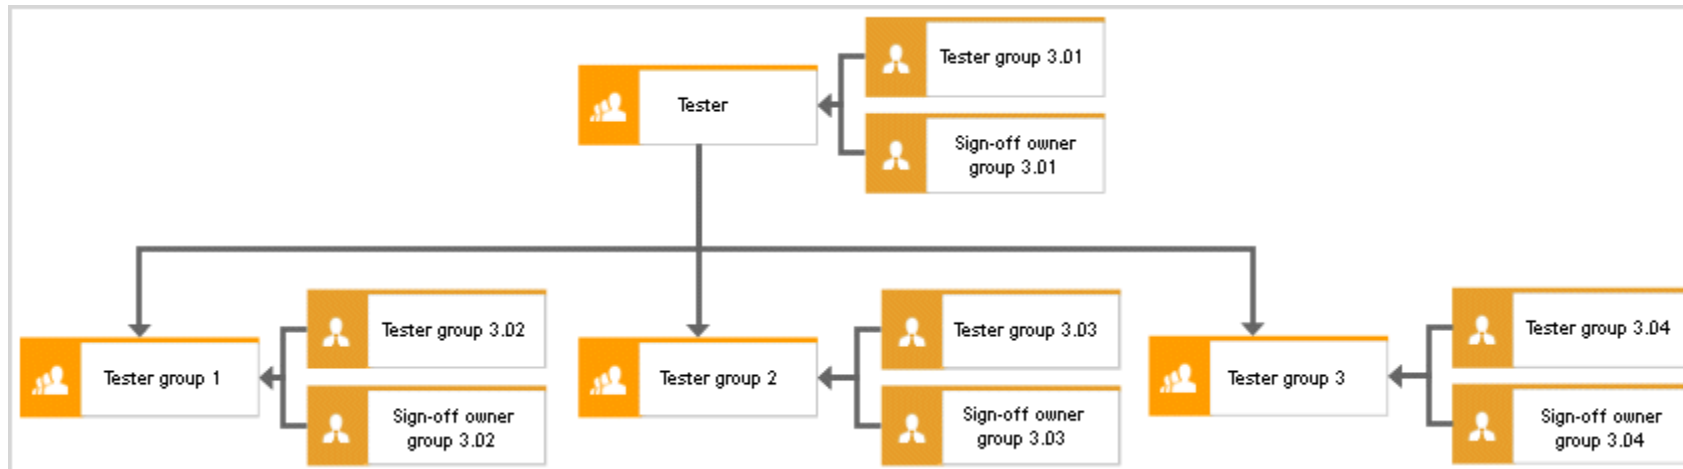 Tester group 3.01
Tester
Sign-off owner
group 3.01
Tester group 3.02
Tester group 3.03
Tester group 3.04
Tester group 1
Tester group 2
Tester group 3
Sign-off owner
group 3.02
Sign-off owner
group 3.03
Sign-off owner
group 3.04